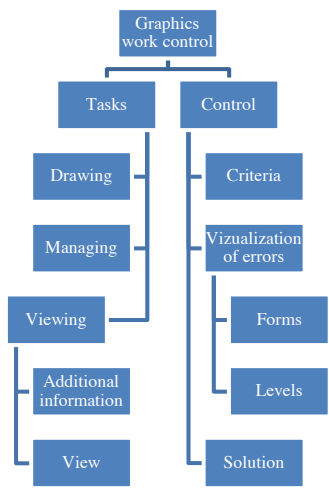 Graphics
work control
Tasks
Control
Drawing
Criteria
Managing
Vizualization
of errors
Viewing
Forms
Additional
information
Levels
View
Solution